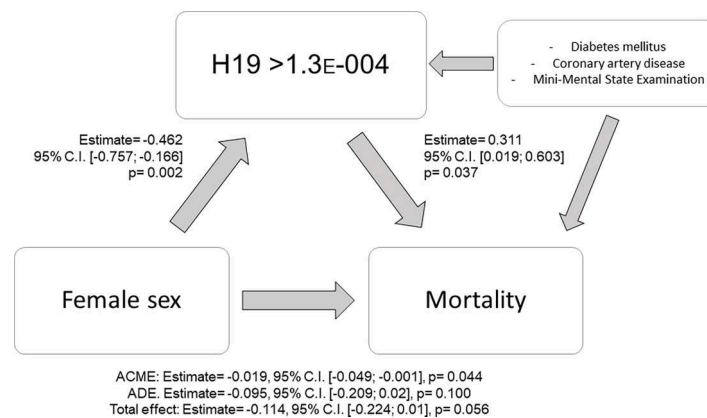 H19 >1.3E-004
- Diabetes mellitus
- Coronary artery disease
- Mini-Mental State Examination
Estimate= -0.462
95% C.I. [-0.757; -0.166]
p= 0.002
Estimate= 0.311
95% C.I. [0.019; 0.603]
p= 0.037
Female sex
Mortality
ACME: Estimate= -0.019, 95% C.I. [-0.049; -0.001], p= 0.044
ADE. Estimate= -0.095, 95% C.I. [-0.209; 0.02], p= 0.100
Total effect: Estimate= -0.114, 95% C.I. [-0.224; 0.01], p= 0.056